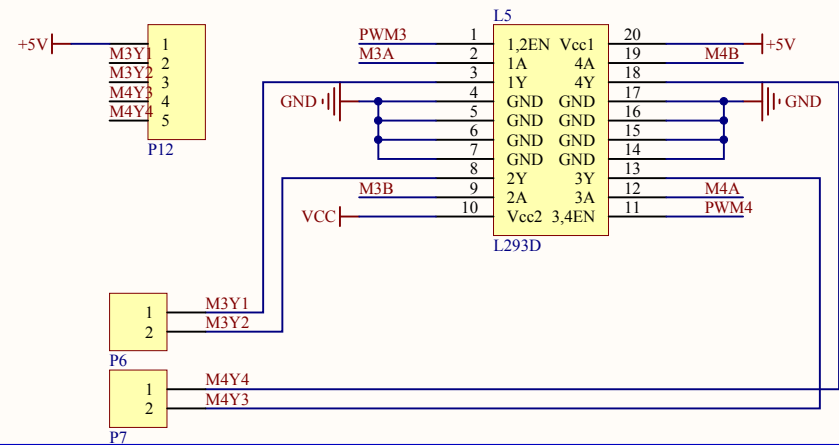 L5
+5V
1
M3Y1 2
M3Y2 3
M4Y3 4
M4Y4 5
P12
PWM3 1 1,2EN Vcc1 20 +5V
M3A 2 1A 4A 19 M4B
3 1Y 4Y 18
GND 4 GND GND 17 GND
5 GND GND 16
6 GND GND 15
7 GND GND 14
8 2Y 3Y 13
M3B 9 2A 3A 12 M4A
VCC 10 Vcc2 3,4EN 11 PWM4
L293D
1 M3Y1
2 M3Y2
P6
1 M4Y4
2 M4Y3
P7